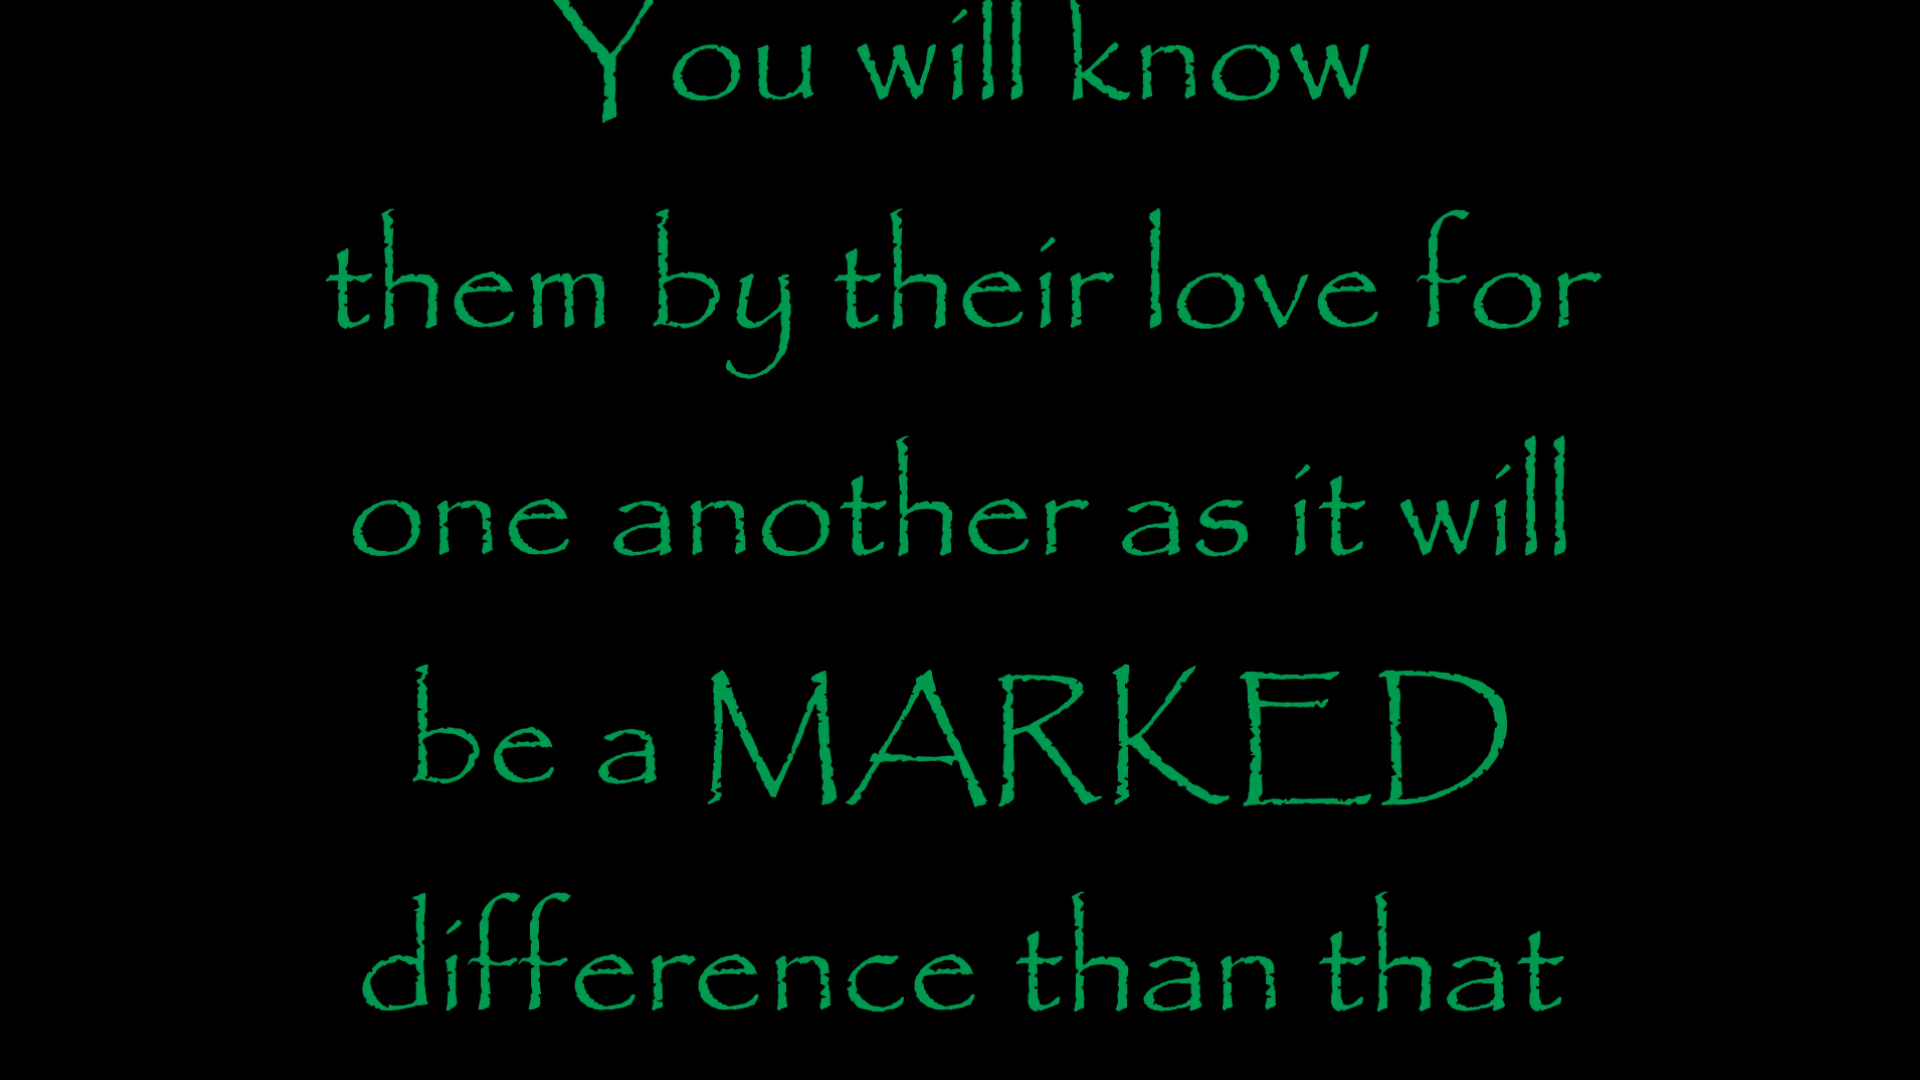 You will know
them by their love for
one another as it will
be a MARKED
difference than that